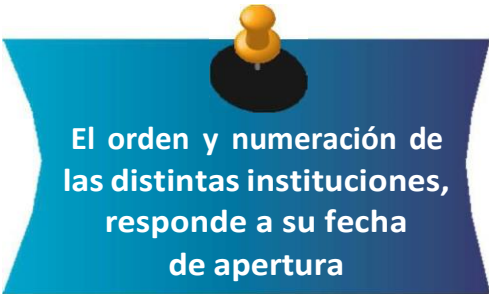 El orden y numeración de
las distintas instituciones,
responde a su fecha
de apertura